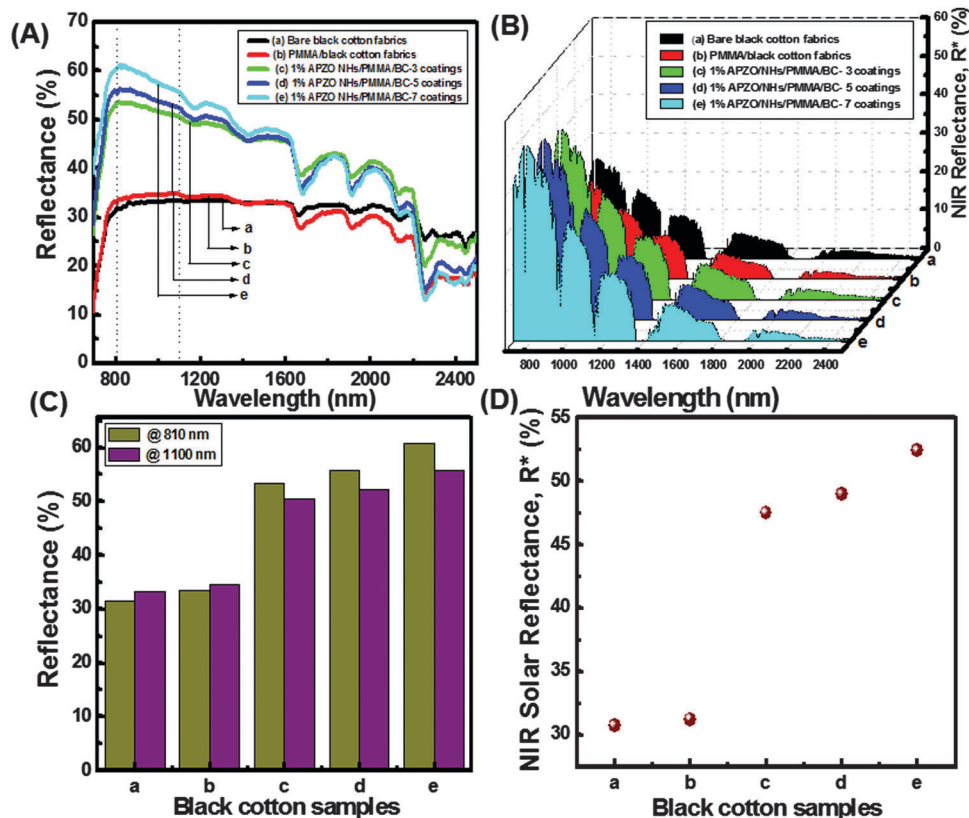 (A)
70
60
50
40
30
20
10
0
Reflectance (%)
(a) Bare black cotton fabrics
(b) PMMA/black cotton fabrics
(c) 1% APZO NHs/PMMA/BC-3 coatings
(d) 1% APZO NHs/PMMA/BC-5 coatings
(e) 1% APZO NHs/PMMA/BC-7 coatings
a
b
c
d
e
800 1200 1600 2000 2400
Wavelength (nm)
(B)
(a) Bare black cotton fabrics
(b) PMMA/black cotton fabrics
(c) 1% APZO/NHs/PMMA/BC- 3 coatings
(d) 1% APZO/NHs/PMMA/BC- 5 coatings
(e) 1% APZO/NHs/PMMA/BC- 7 coatings
60
50
40
30
20
10
0
NIR Reflectance, R* (%)
a
b
c
d
e
800 1000 1200 1400 1600 1800 2000 2200 2400
Wavelength (nm)
(C)
@ 810 nm
@ 1100 nm
60
50
40
30
20
10
0
Reflectance (%)
a b c d e
Black cotton samples
(D)
55
50
45
40
35
30
NIR Solar Reflectance, R* (%)
a b c d e
Black cotton samples